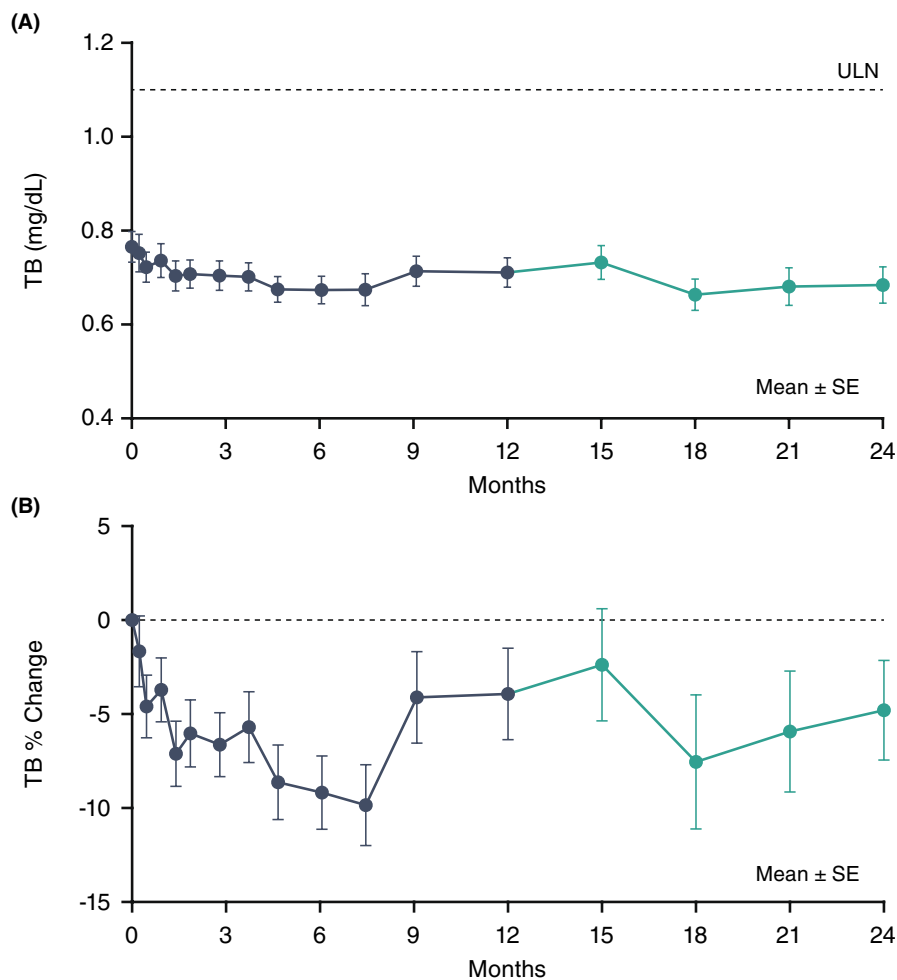 (A)
1.2
ULN
1.0
TB (mg/dL)
0.8
0.6
Mean ± SE
0.4
0 3 6 9 12 15 18 21 24
Months
(B)
5
0
TB % Change
-5
-10
Mean ± SE
-15
0 3 6 9 12 15 18 21 24
Months